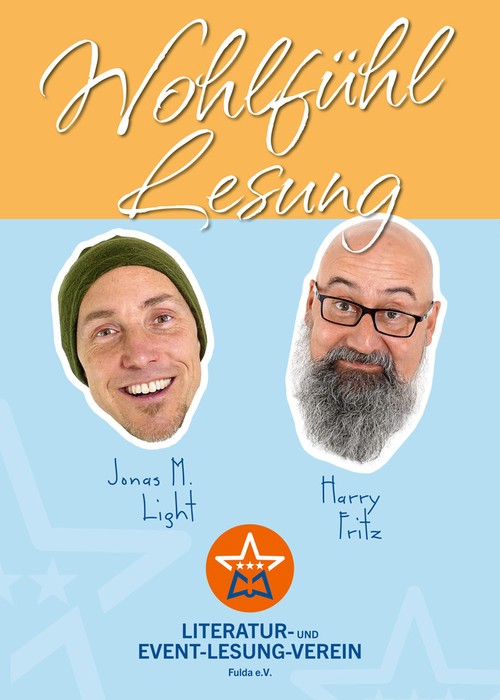 Wohlfühl
Lesung
Jonas M.
Light
Harry
Fritz
LITERATUR- UND
EVENT-LESUNG-VEREIN
Fulda e.V.